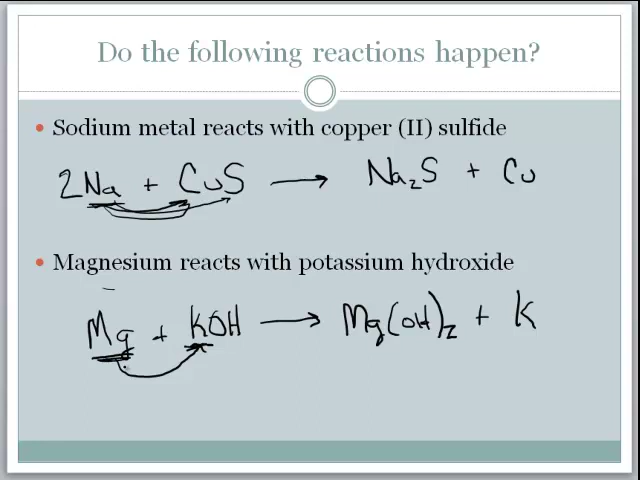 Do the following reactions happen?
• Sodium metal reacts with copper (II) sulfide
2Na + CuS → Na₂S + Cu
• Magnesium reacts with potassium hydroxide
Mg + KOH → Mg(OH)₂ + K